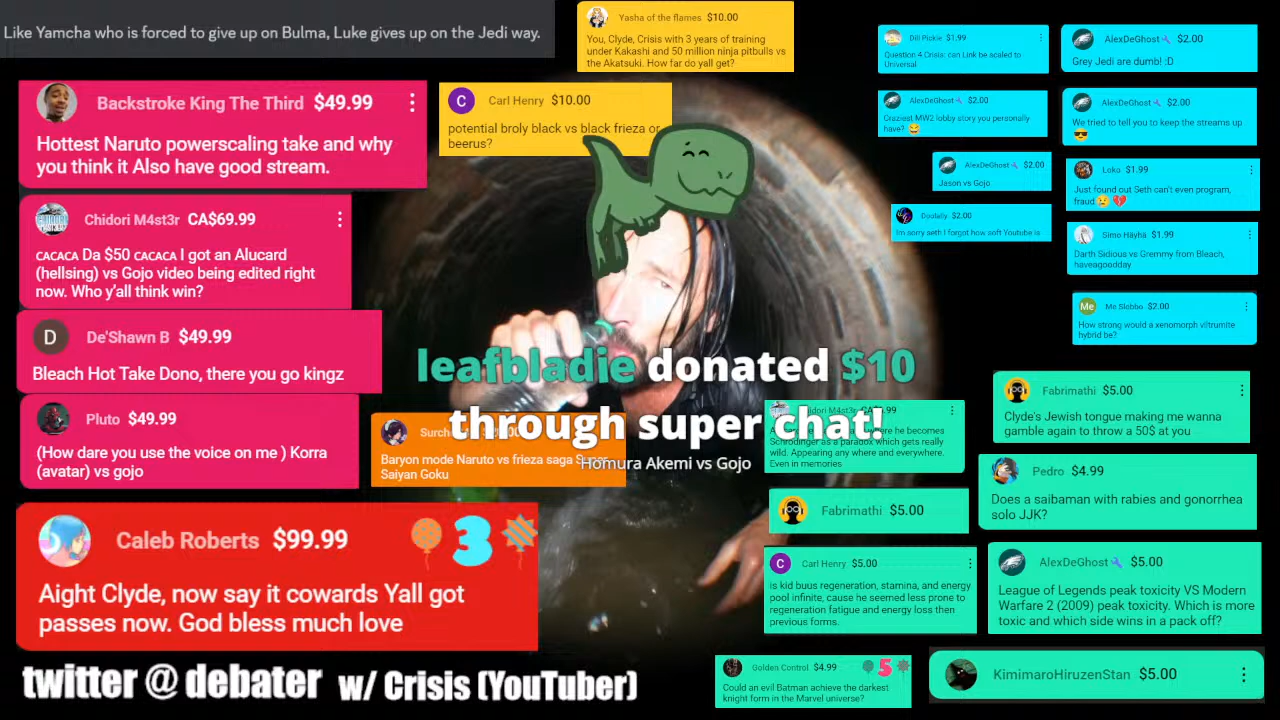 Like Yamcha who is forced to give up on Bulma, Luke gives up on the Jedi way.
Yasha of the flames $10.00
You, Clyde, Crisis with 3 years of training
under Kakashi and 50 million ninja pitbulls vs
the Akatsuki. How far do yall get?
Backstroke King The Third $49.99
Hottest Naruto powerscaling take and why
you think it Also have good stream.
C Carl Henry $10.00
potential broly black vs black frieza or
beerus?
Chidori M4st3r CA$69.99
CACACA Da $50 CACACA I got an Alucard
(hellsing) vs Gojo video being edited right
now. Who y'all think win?
D De'Shawn B $49.99
Bleach Hot Take Dono, there you go kingz
Pluto $49.99
(How dare you use the voice on me ) Korra
(avatar) vs gojo
Caleb Roberts $99.99
3
Aight Clyde, now say it cowards Yall got
passes now. God bless much love
twitter @ debater w/ Crisis (YouTuber)
leafbladie donated $10
through super chat!
Homura Akemi vs Gojo
Baryon mode Naruto vs frieza saga Super
Saiyan Goku
Dill Pickle $1.99
Question 4 Crisis: can Link be scaled to
Universal
AlexDeGhost $2.00
Craziest MW2 lobby story you personally
have? 😂
AlexDeGhost $2.00
Jason vs Gojo
$2.00
Im sorry seth I forgot how soft Youtube is
AlexDeGhost $2.00
Grey Jedi are dumb! :D
AlexDeGhost $2.00
We tried to tell you to keep the streams up
😎
Loko $1.99
Just found out Seth can't even program,
fraud 😢 💔
Simo Häyhä $1.99
Darth Sidious vs Gremmy from Bleach,
haveagoodday
Me Me Slobbo $2.00
How strong would a xenomorph viltrumite
hybrid be?
Fabrimathi $5.00
Clyde's Jewish tongue making me wanna
gamble again to throw a 50$ at you
where he becomes
Schrodinger as a paradox which gets really
wild. Appearing any where and everywhere.
Even in memories
Pedro $4.99
Does a saibaman with rabies and gonorrhea
solo JJK?
Fabrimathi $5.00
C Carl Henry $5.00
is kid buus regeneration, stamina, and energy
pool infinite, cause he seemed less prone to
regeneration fatigue and energy loss then
previous forms.
AlexDeGhost $5.00
League of Legends peak toxicity VS Modern
Warfare 2 (2009) peak toxicity. Which is more
toxic and which side wins in a pack off?
Golden Control $4.99
5
Could an evil Batman achieve the darkest
knight form in the Marvel universe?
KimimaroHiruzenStan $5.00